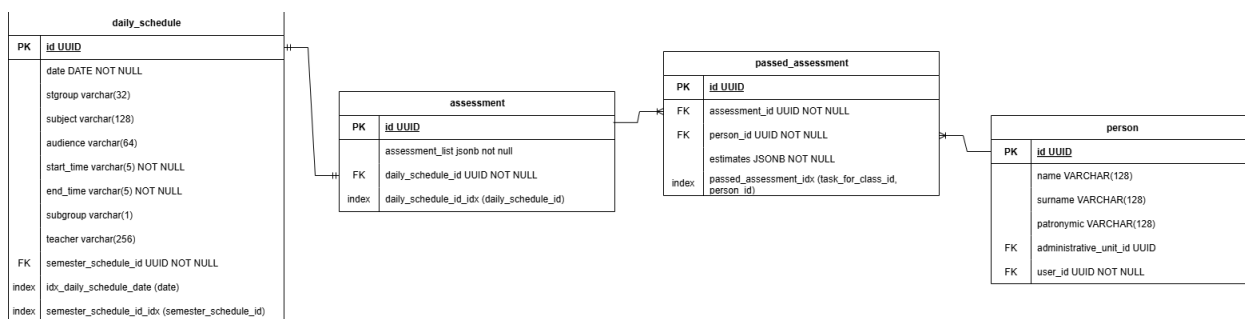 daily_schedule
PK id UUID
date DATE NOT NULL
stgroup varchar(32)
subject varchar(128)
audience varchar(64)
start_time varchar(5) NOT NULL
end_time varchar(5) NOT NULL
subgroup varchar(1)
teacher varchar(256)
FK semester_schedule_id UUID NOT NULL
index idx_daily_schedule_date (date)
index semester_schedule_id_idx (semester_schedule_id)
assessment
PK id UUID
assessment_list jsonb not null
FK daily_schedule_id UUID NOT NULL
index daily_schedule_id_idx (daily_schedule_id)
passed_assessment
PK id UUID
FK assessment_id UUID NOT NULL
FK person_id UUID NOT NULL
estimates JSONB NOT NULL
index passed_assessment_idx (task_for_class_id,
person_id)
person
PK id UUID
name VARCHAR(128)
surname VARCHAR(128)
patronymic VARCHAR(128)
FK administrative_unit_id UUID
FK user_id UUID NOT NULL